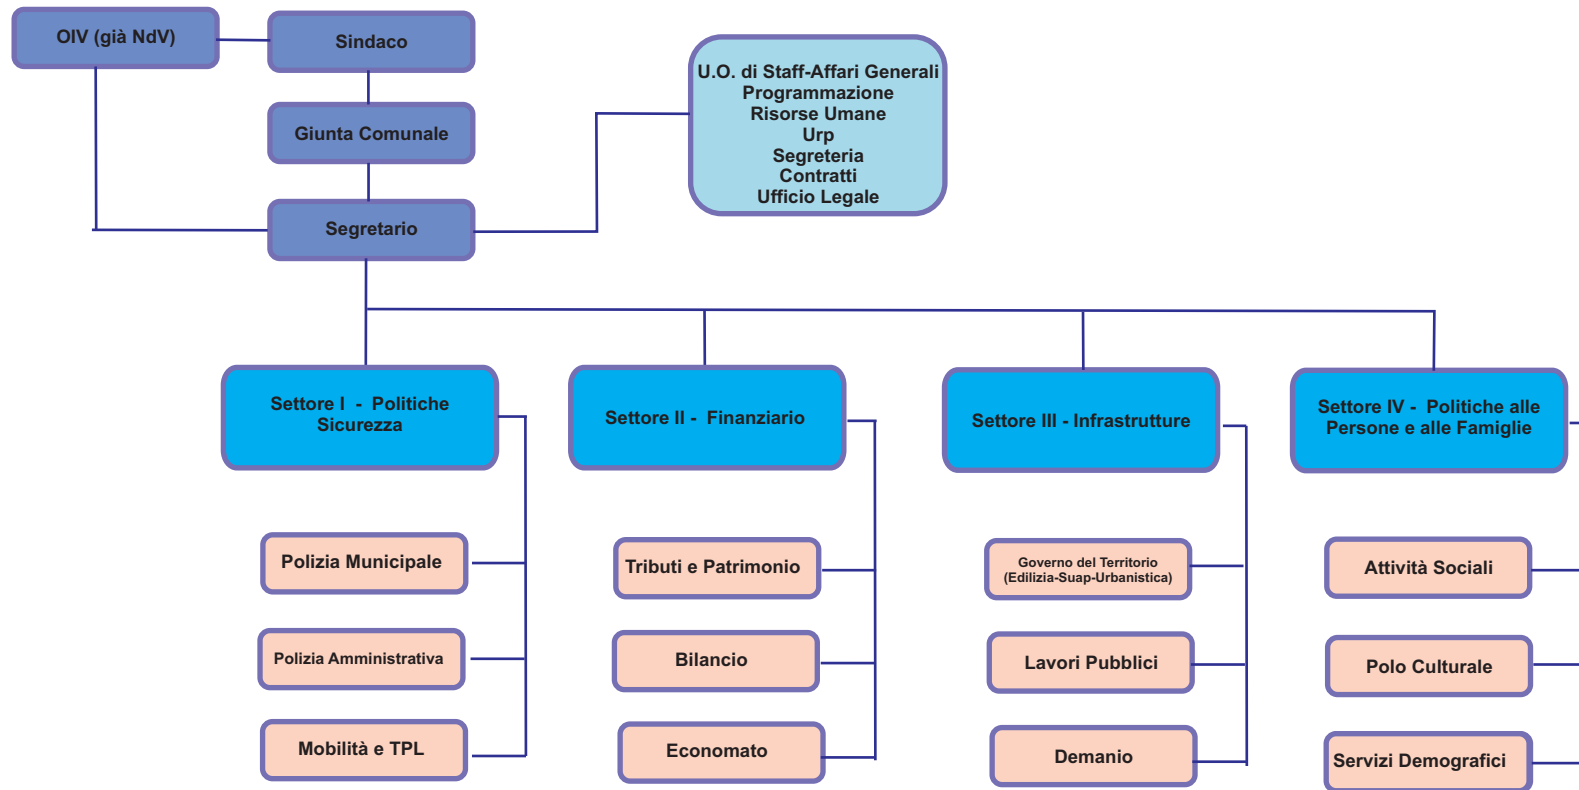 OIV (già NdV)
Sindaco
Giunta Comunale
Segretario
U.O. di Staff-Affari Generali
Programmazione
Risorse Umane
Urp
Segreteria
Contratti
Ufficio Legale
Settore I - Politiche
Sicurezza
Settore II - Finanziario
Settore III - Infrastrutture
Settore IV - Politiche alle
Persone e alle Famiglie
Polizia Municipale
Polizia Amministrativa
Mobilità e TPL
Tributi e Patrimonio
Bilancio
Economato
Governo del Territorio
(Edilizia-Suap-Urbanistica)
Lavori Pubblici
Demanio
Attività Sociali
Polo Culturale
Servizi Demografici